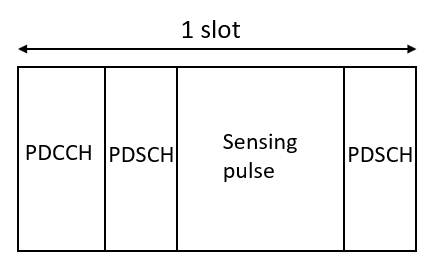 1 slot
PDCCH
PDSCH
Sensing
pulse
PDSCH